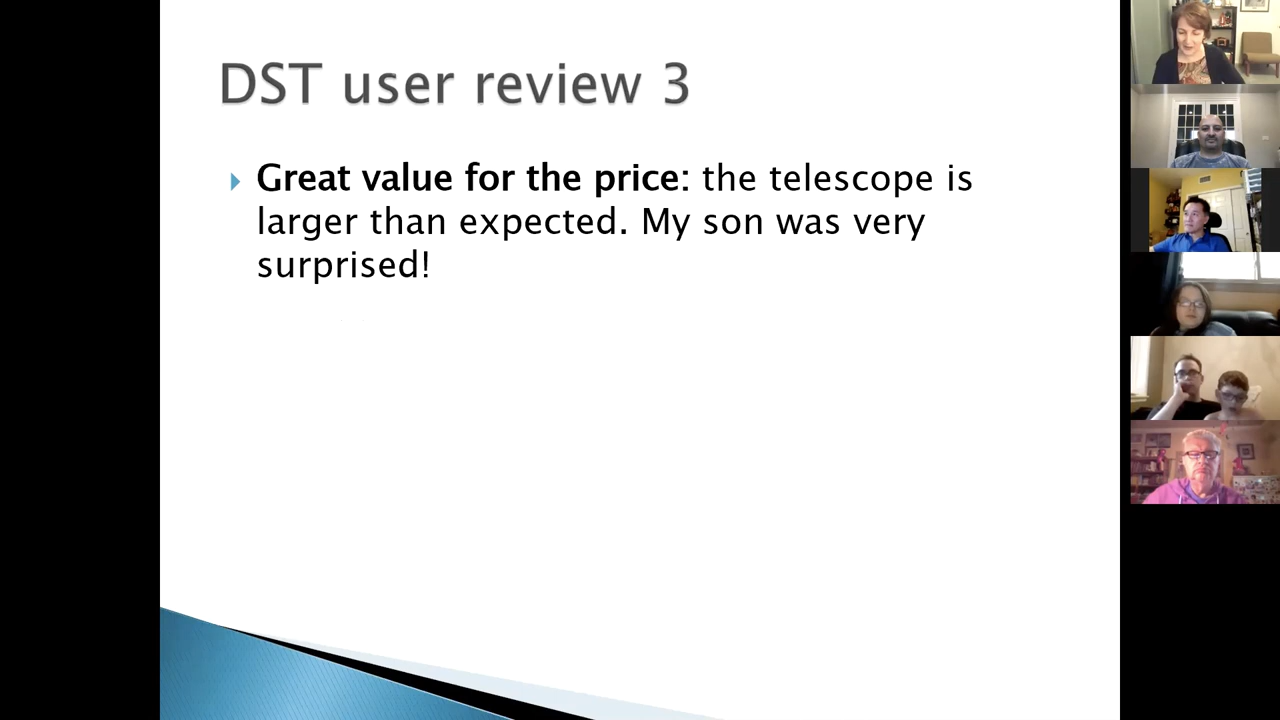 DST user review 3
Great value for the price: the telescope is
larger than expected. My son was very
surprised!